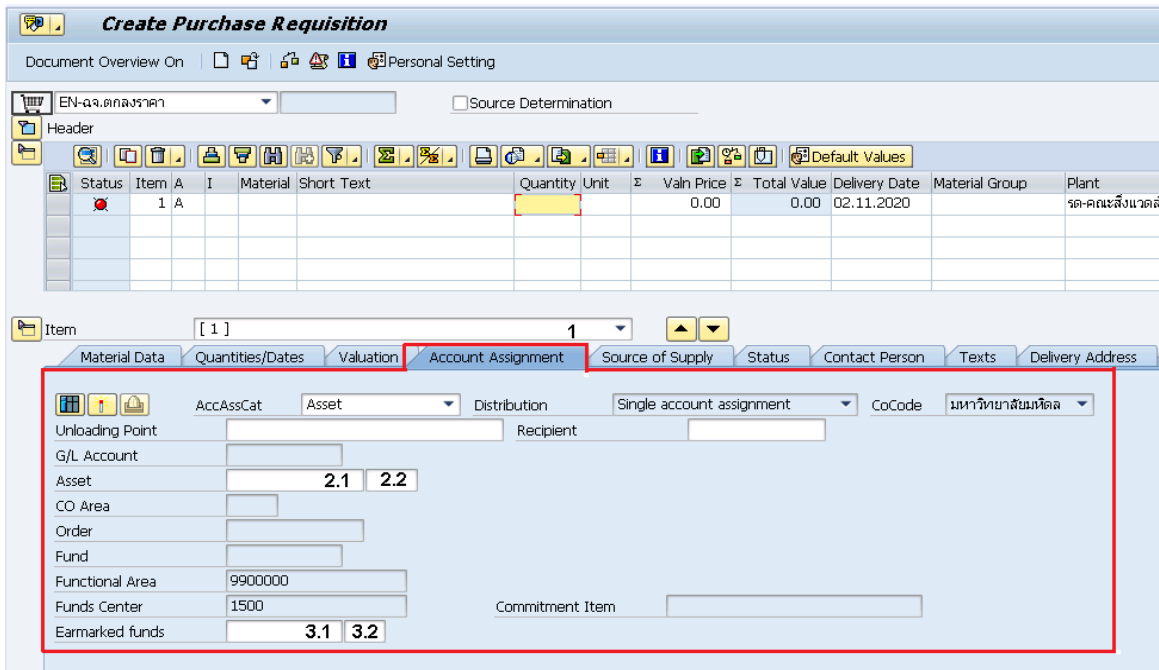 Create Purchase Requisition
Document Overview On Personal Setting
EN-ฉจ.ตกลงราคา Source Determination
Header
Default Values
Status Item A I Material Short Text Quantity Unit Σ Valn Price Σ Total Value Delivery Date Material Group Plant
1 A 0.00 0.00 02.11.2020 รด-คณะสิ่งแวดล้
Item [ 1 ] 1
Material Data Quantities/Dates Valuation Account Assignment Source of Supply Status Contact Person Texts Delivery Address
AccAssCat Asset Distribution Single account assignment CoCode มหาวิทยาลัยมหิดล
Unloading Point Recipient
G/L Account
Asset 2.1 2.2
CO Area
Order
Fund
Functional Area 9900000
Funds Center 1500 Commitment Item
Earmarked funds 3.1 3.2